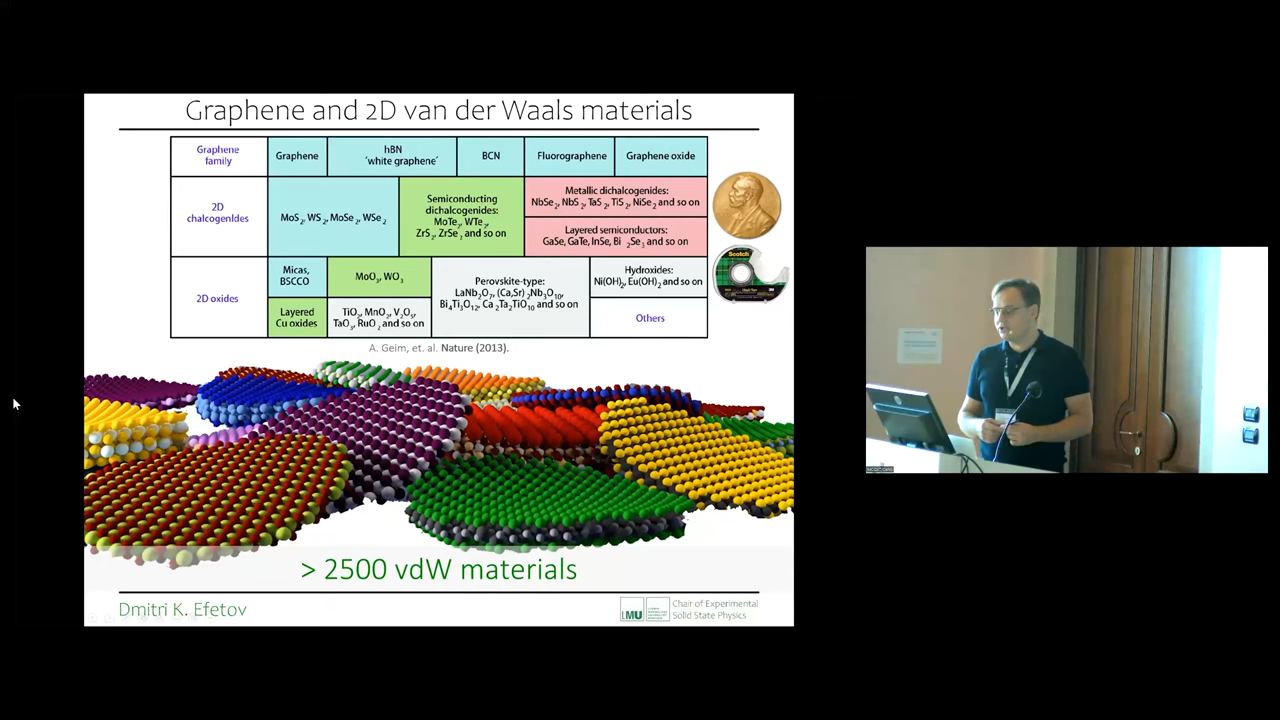 Graphene and 2D van der Waals materials
Graphene
family
Graphene
hBN
'white graphene'
BCN
Fluorographene
Graphene oxide
2D
chalcogenides
MoS2, WS2, MoSe2, WSe2
Semiconducting
dichalcogenides:
MoTe2, WTe2,
ZrS2, ZrSe2 and so on
Metallic dichalcogenides:
NbSe2, NbS2, TaS2, TiS2, NiSe2 and so on
Layered semiconductors:
GaSe, GaTe, InSe, Bi2Se3 and so on
Scotch
2D oxides
Micas,
BSCCO
MoO3, WO3
Layered
Cu oxides
TiO2, MnO2, V2O5,
TaO3, RuO2 and so on
Perovskite-type:
LaNb2O7, (Ca,Sr)2Nb3O10,
Bi4Ti3O12, Ca2Ta2TiO10 and so on
Hydroxides:
Ni(OH)2, Eu(OH)2 and so on
Others
A. Geim, et. al. Nature (2013).
> 2500 vdW materials
Dmitri K. Efetov
LMU
Chair of Experimental
Solid State Physics